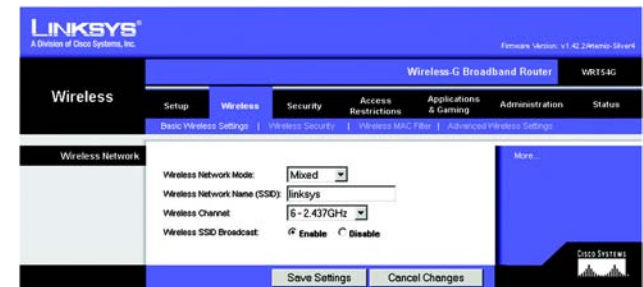 LINKSYS®
A Division of Cisco Systems, Inc.
Firmware Version: v1.42.2
Wireless-G Broadband Router WRT54G
Wireless
Setup Wireless Security Access Restrictions Applications & Gaming Administration Status
Basic Wireless Settings | Wireless Security | Wireless MAC Filter | Advanced Wireless Settings
Wireless Network
More...
Wireless Network Mode: Mixed
Wireless Network Name (SSID): linksys
Wireless Channel: 6 - 2.437GHz
Wireless SSID Broadcast: Enable Disable
CISCO SYSTEMS
Save Settings Cancel Changes